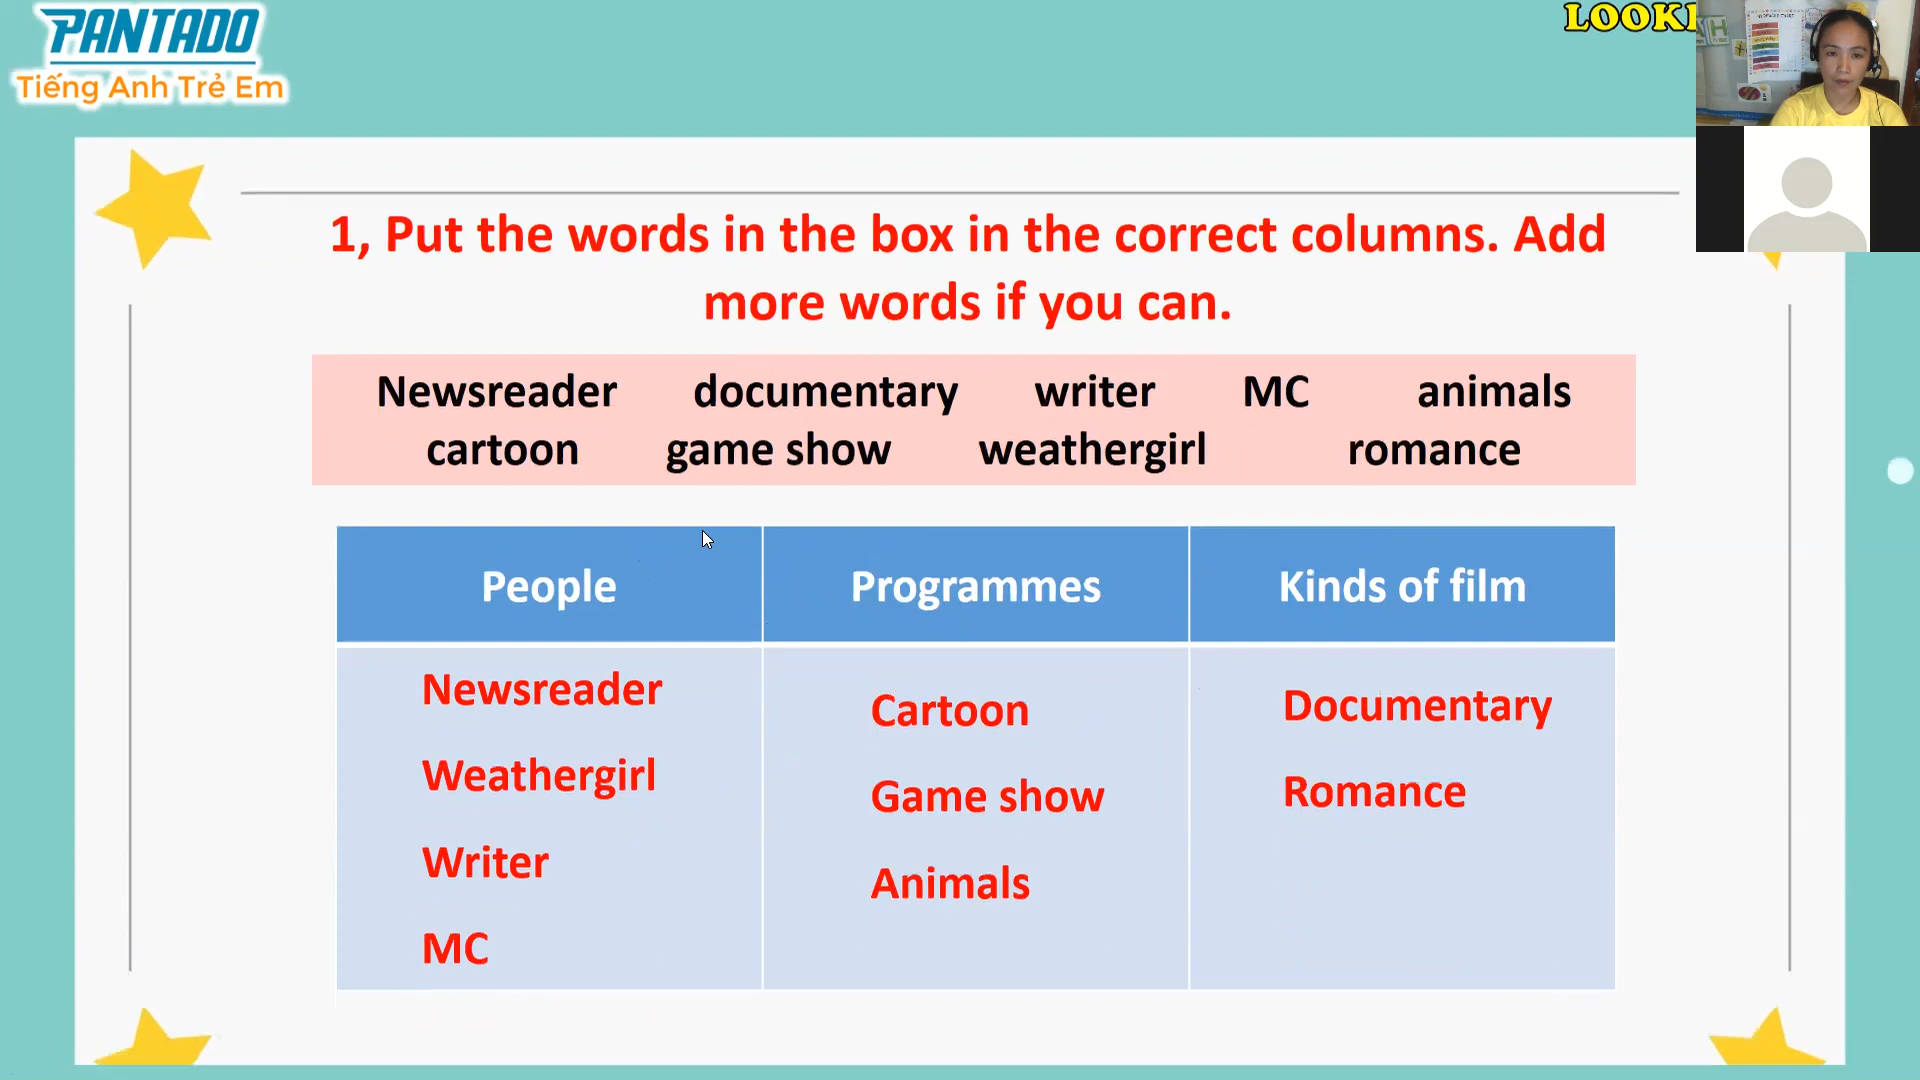 PANTADO
Tiếng Anh Trẻ Em
1, Put the words in the box in the correct columns. Add
more words if you can.
Newsreader documentary writer MC animals
cartoon game show weathergirl romance
People Programmes Kinds of film
Newsreader Cartoon Documentary
Weathergirl Game show Romance
Writer Animals
MC